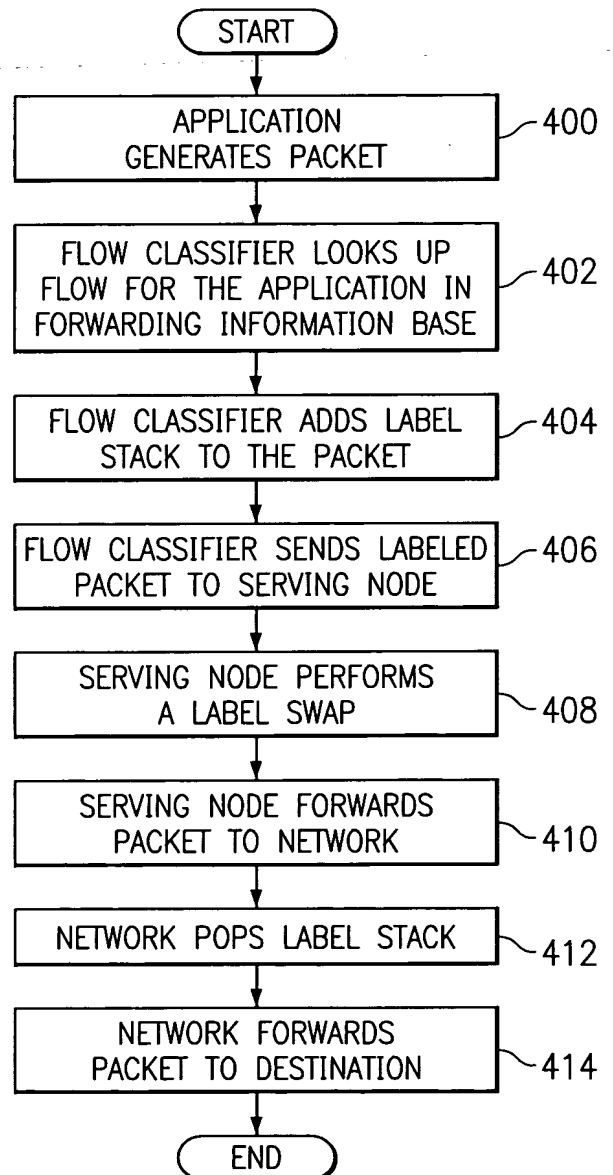 START
APPLICATION
GENERATES PACKET
400
FLOW CLASSIFIER LOOKS UP
FLOW FOR THE APPLICATION IN
FORWARDING INFORMATION BASE
402
FLOW CLASSIFIER ADDS LABEL
STACK TO THE PACKET
404
FLOW CLASSIFIER SENDS LABELED
PACKET TO SERVING NODE
406
SERVING NODE PERFORMS
A LABEL SWAP
408
SERVING NODE FORWARDS
PACKET TO NETWORK
410
NETWORK POPS LABEL STACK
412
NETWORK FORWARDS
PACKET TO DESTINATION
414
END